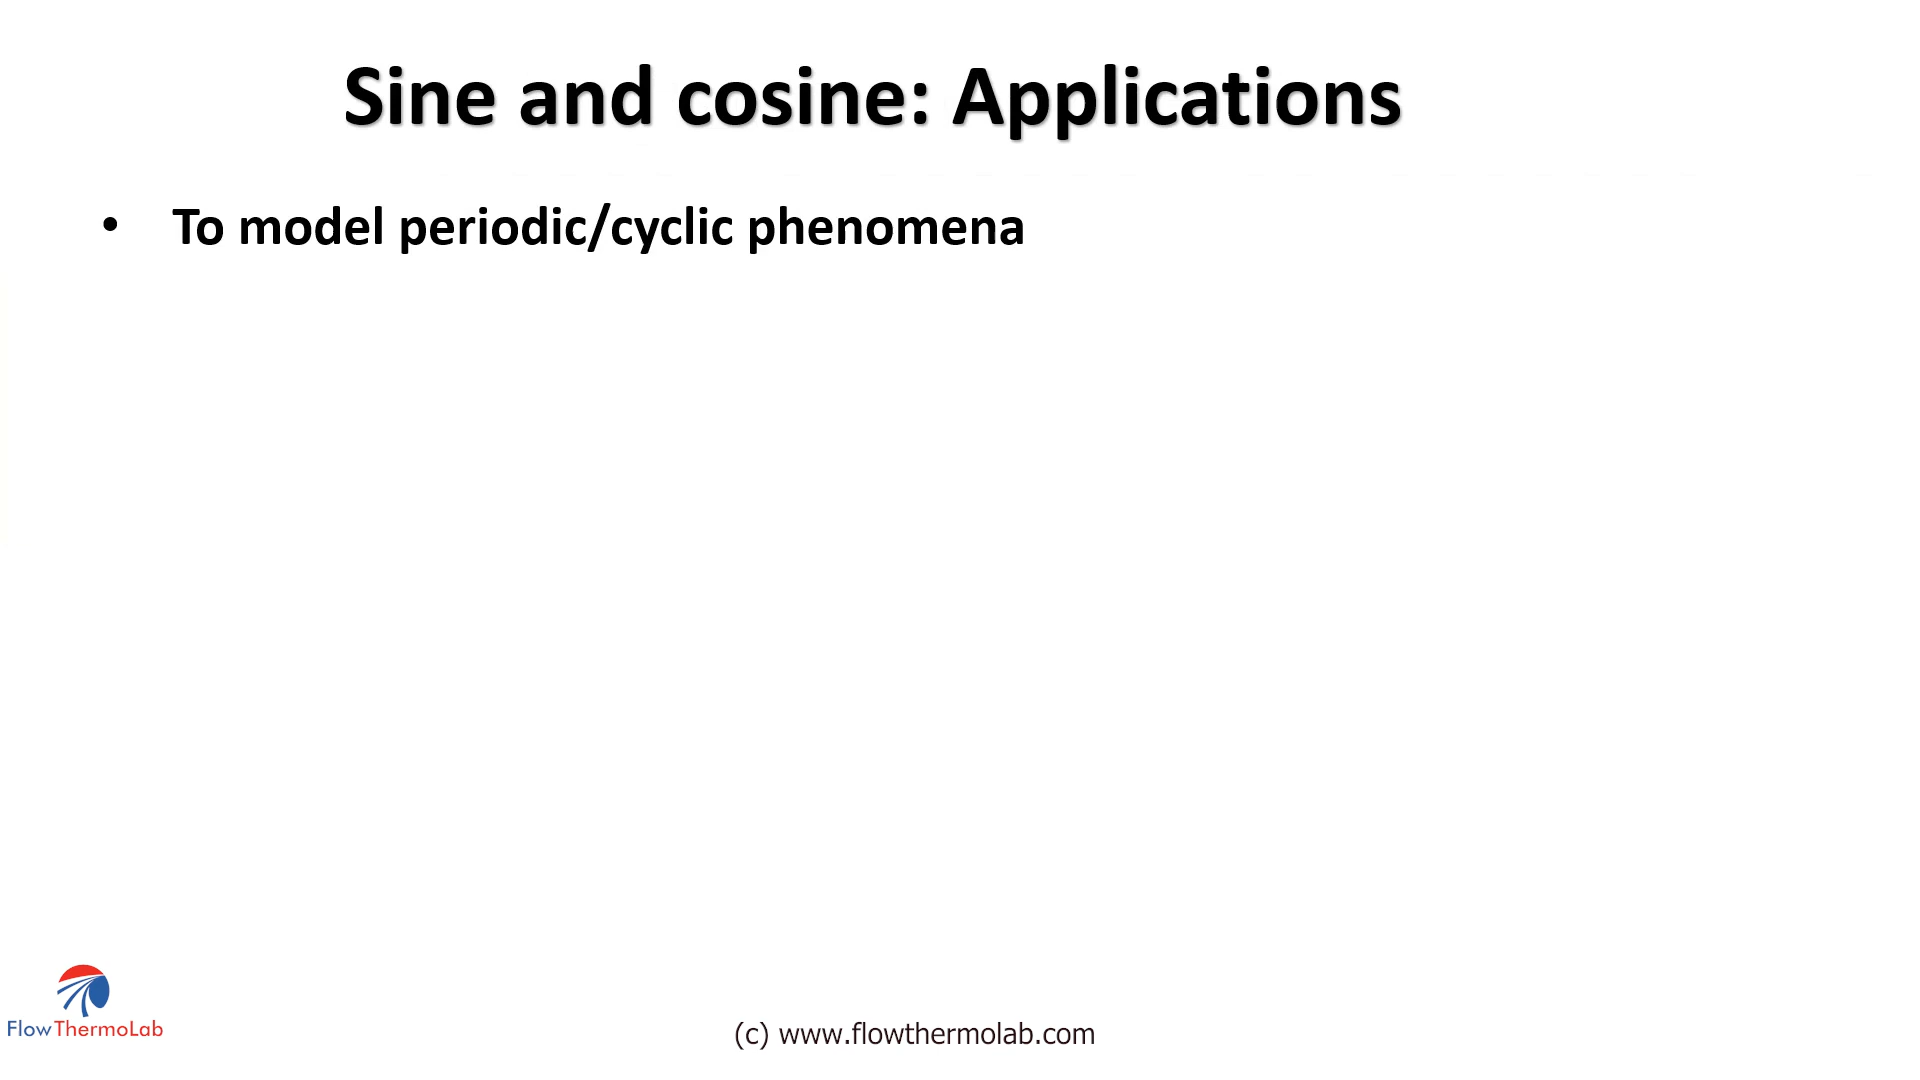 Sine and cosine: Applications
• To model periodic/cyclic phenomena
FlowThermoLab
(c) www.flowthermolab.com